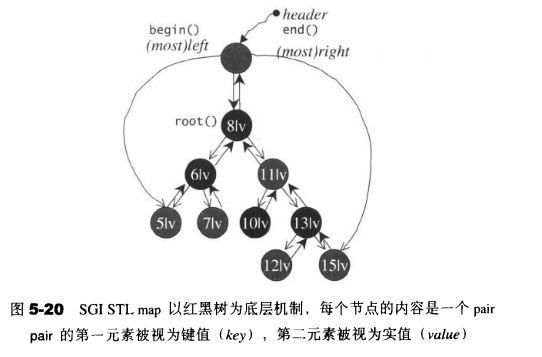 header
begin()
end()
(most)left
(most)right
root()
8|v
6|v
11|v
5|v
7|v
10|v
13|v
12|v
15|v
图 5-20 SGI STL map 以红黑树为底层机制，每个节点的内容是一个 pair
pair 的第一元素被视为键值（key），第二元素被视为实值（value）